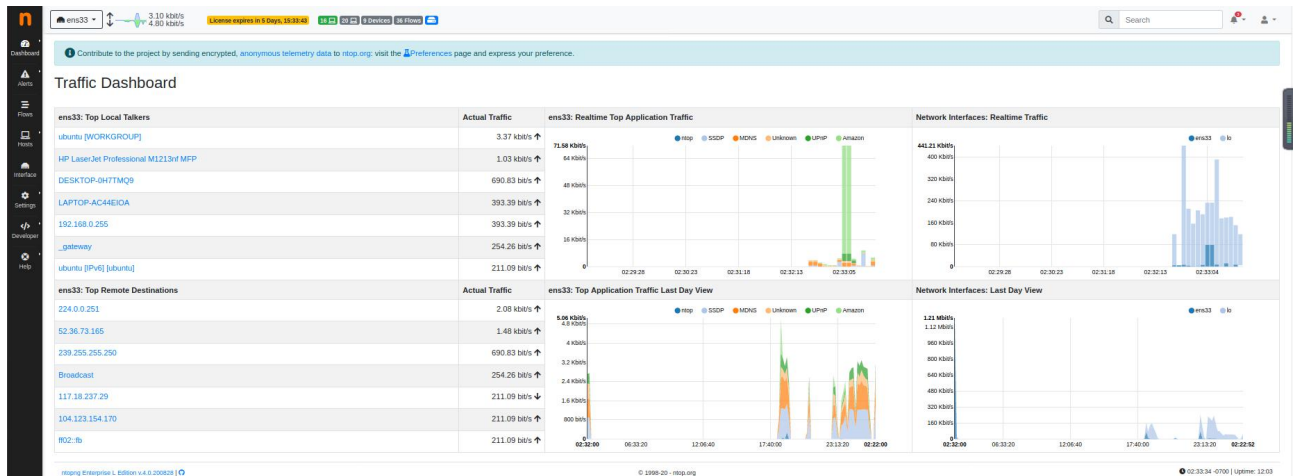 n
ens33
3.10 kbit/s
4.80 kbit/s
License expires in 5 Days, 15:33:43
16
20
9 Devices
36 Flows
Search
Dashboard
Alerts
Flows
Hosts
Interface
Settings
Developer
Help
Contribute to the project by sending encrypted, anonymous telemetry data to ntop.org: visit the Preferences page and express your preference.
Traffic Dashboard
ens33: Top Local Talkers Actual Traffic
ubuntu [WORKGROUP] 3.37 kbit/s ↑
HP LaserJet Professional M1213nf MFP 1.03 kbit/s ↑
DESKTOP-0H7TMQ9 690.83 bit/s ↑
LAPTOP-AC44EIOA 393.39 bit/s ↑
192.168.0.255 393.39 bit/s ↑
_gateway 254.26 bit/s ↑
ubuntu [IPv6] [ubuntu] 211.09 bit/s ↑
ens33: Realtime Top Application Traffic
ntop SSDP MDNS Unknown UPnP Amazon
71.58 Kbit/s
64 Kbit/s
48 Kbit/s
32 Kbit/s
16 Kbit/s
0
02:29:28 02:30:23 02:31:18 02:32:13 02:33:05
Network Interfaces: Realtime Traffic
ens33 lo
441.21 Kbit/s
400 Kbit/s
320 Kbit/s
240 Kbit/s
160 Kbit/s
80 Kbit/s
0
02:29:28 02:30:23 02:31:18 02:32:13 02:33:04
ens33: Top Remote Destinations Actual Traffic
224.0.0.251 2.08 kbit/s ↑
52.36.73.165 1.48 kbit/s ↑
239.255.255.250 690.83 bit/s ↑
Broadcast 254.26 bit/s ↑
117.18.237.29 211.09 bit/s ↓
104.123.154.170 211.09 bit/s ↑
ff02::fb 211.09 bit/s ↑
ens33: Top Application Traffic Last Day View
ntop SSDP MDNS Unknown UPnP Amazon
5.06 Kbit/s
4.8 Kbit/s
4 Kbit/s
3.2 Kbit/s
2.4 Kbit/s
1.6 Kbit/s
800 bit/s
0
02:32:00 06:33:20 12:06:40 17:40:00 23:13:20 02:22:00
Network Interfaces: Last Day View
ens33 lo
1.21 Mbit/s
1.12 Mbit/s
960 Kbit/s
800 Kbit/s
640 Kbit/s
480 Kbit/s
320 Kbit/s
160 Kbit/s
0
02:32:00 06:33:20 12:06:40 17:40:00 23:13:20 02:22:52
ntopng Enterprise L Edition v.4.0.200828 |
© 1998-20 - ntop.org
02:33:34 -0700 | Uptime: 12:03